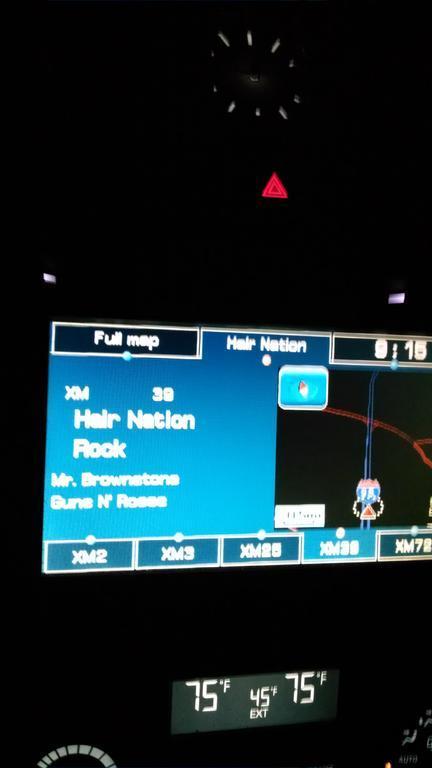 Full map
Hair Nation
9:15
XM 39
Hair Nation
Rock
Mr. Brownstone
Guns N' Roses
XM2
XM3
XM25
XM39
XM72
75°F
45°F
75°F
EXT
AUTO